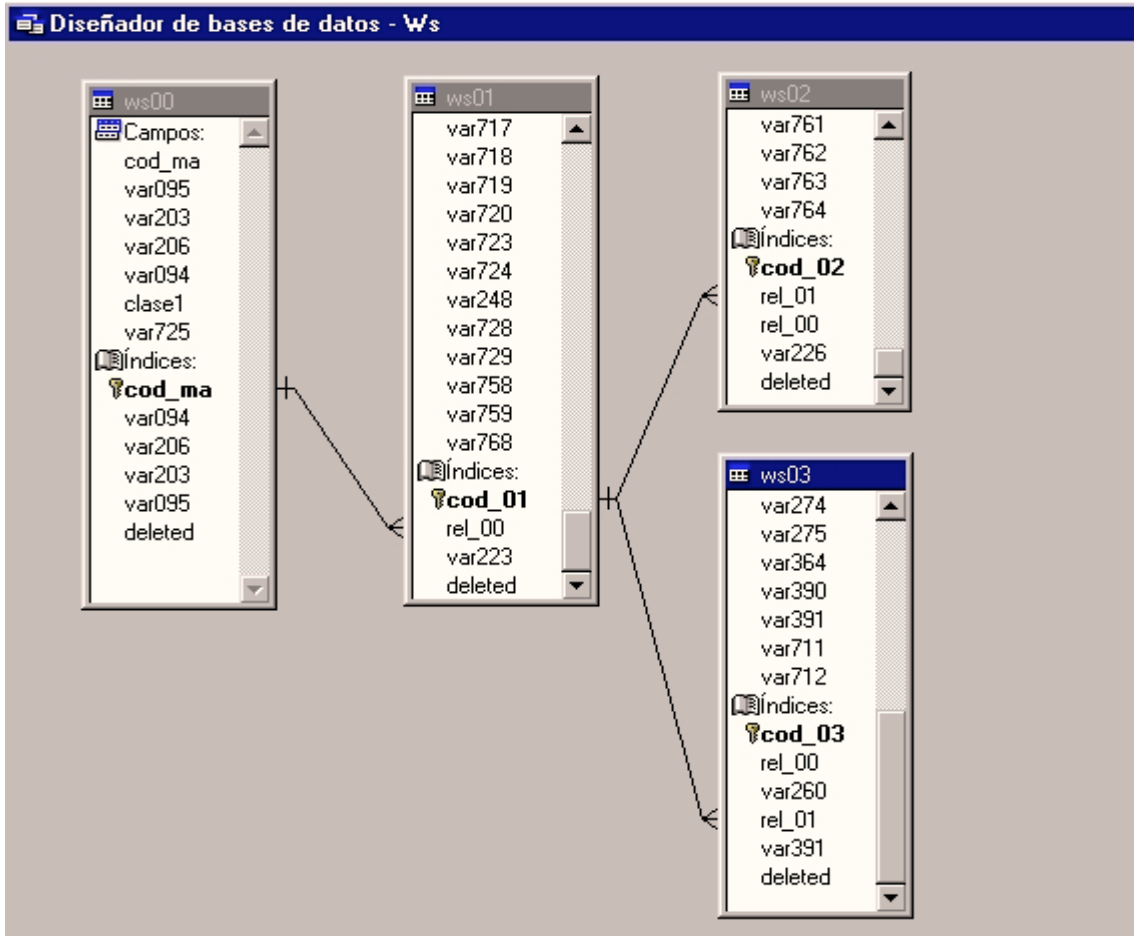 Diseñador de bases de datos - Ws
ws00
Campos:
cod_ma
var095
var203
var206
var094
clase1
var725
Índices:
cod_ma
var094
var206
var203
var095
deleted
ws01
var717
var718
var719
var720
var723
var724
var248
var728
var729
var758
var759
var768
Índices:
cod_01
rel_00
var223
deleted
ws02
var761
var762
var763
var764
Índices:
cod_02
rel_01
rel_00
var226
deleted
ws03
var274
var275
var364
var390
var391
var711
var712
Índices:
cod_03
rel_00
var260
rel_01
var391
deleted